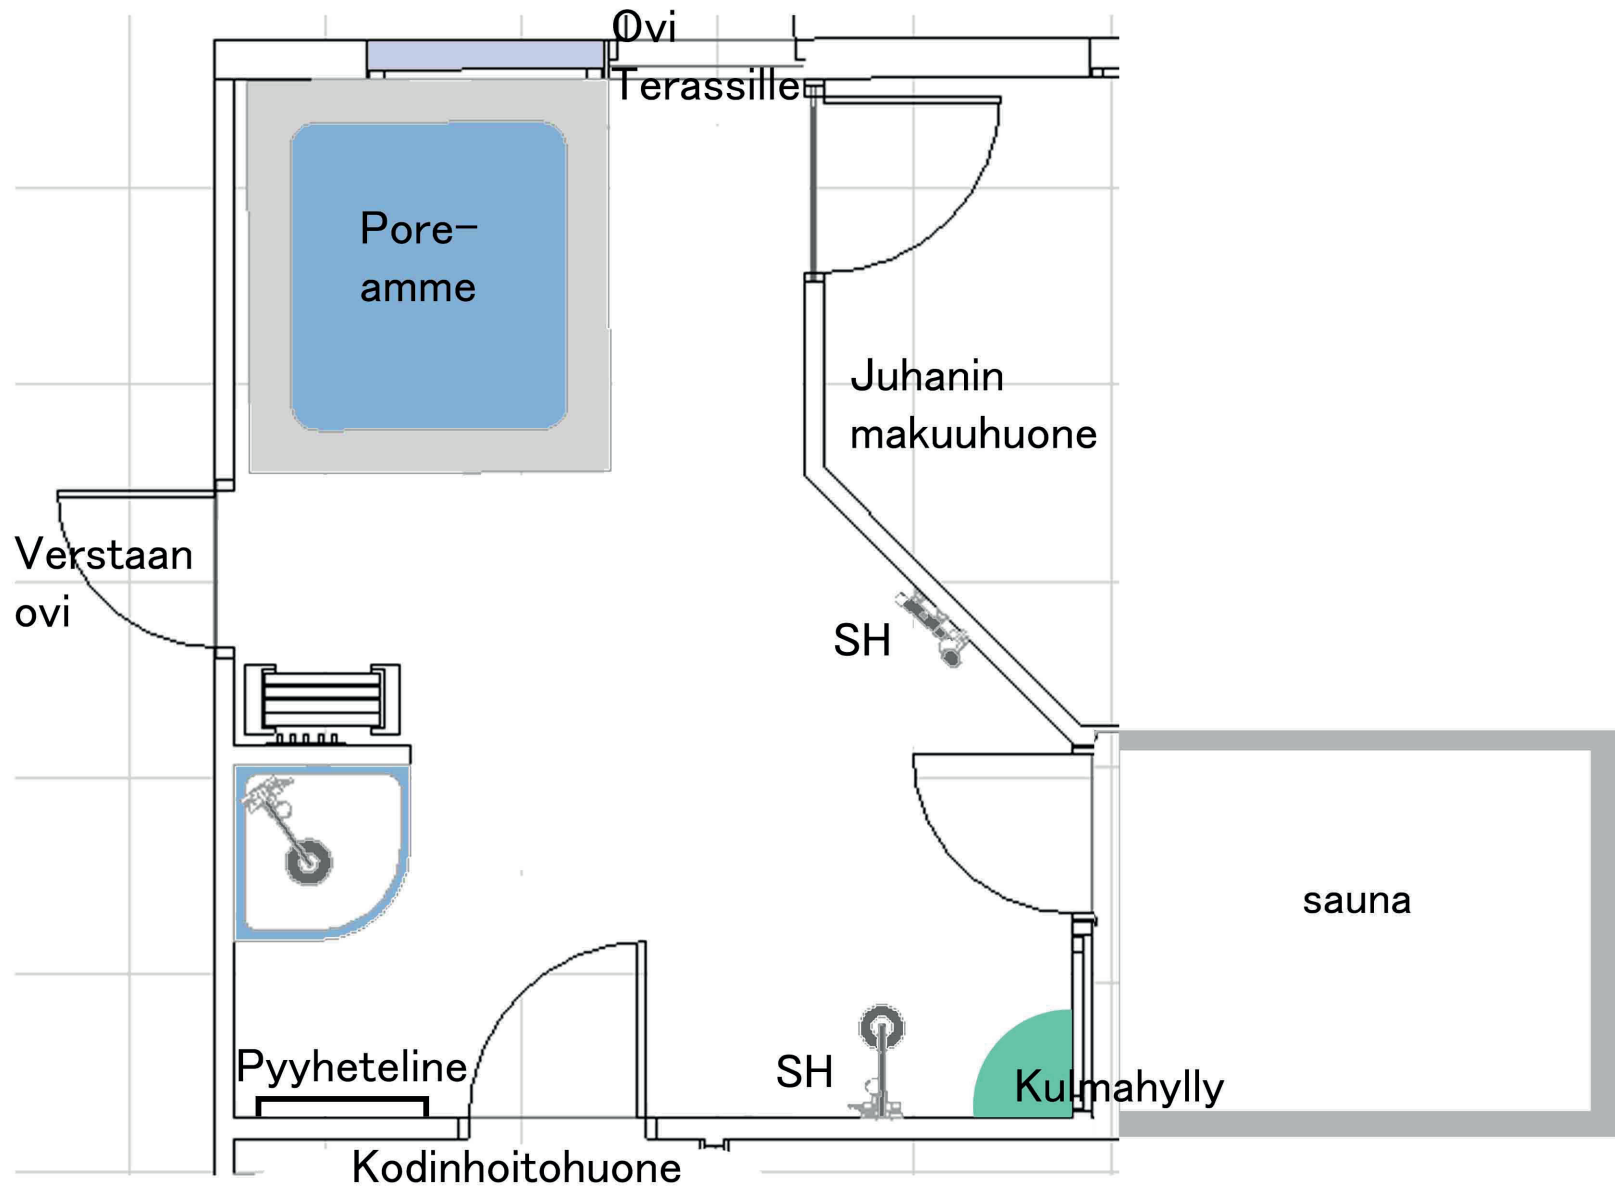 Ovi
Terassille
Pore-
amme
Juhanin
makuuhuone
Verstaan
ovi
SH
sauna
Pyyheteline
SH
Kulmahylly
Kodinhoitohuone